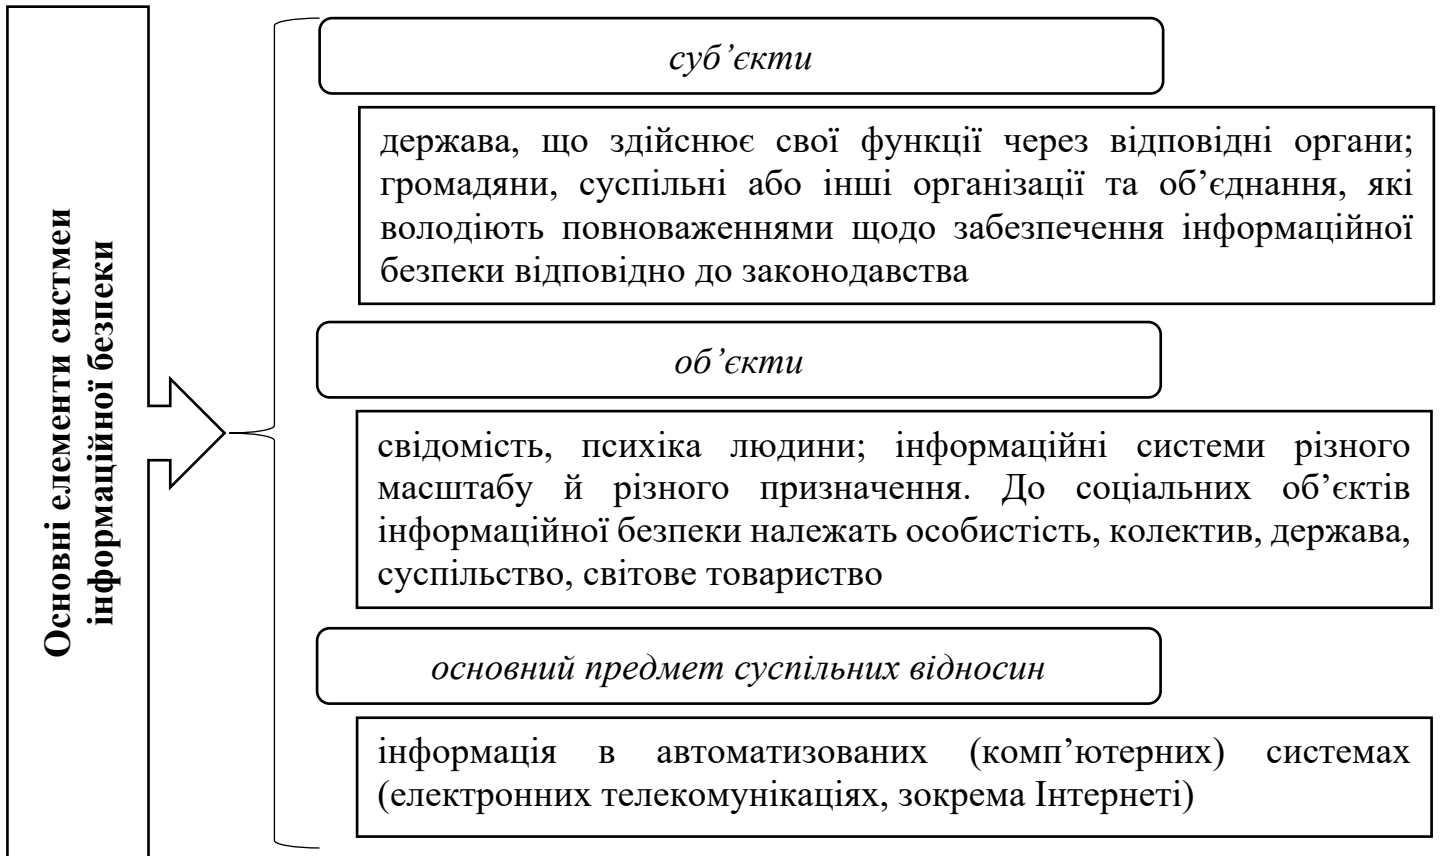 Основні елементи систмеи
інформаційної безпеки
суб’єкти
держава, що здійснює свої функції через відповідні органи;
громадяни, суспільні або інші організації та об’єднання, які
володіють повноваженнями щодо забезпечення інформаційної
безпеки відповідно до законодавства
об’єкти
свідомість, психіка людини; інформаційні системи різного
масштабу й різного призначення. До соціальних об’єктів
інформаційної безпеки належать особистість, колектив, держава,
суспільство, світове товариство
основний предмет суспільних відносин
інформація в автоматизованих (комп’ютерних) системах
(електронних телекомунікаціях, зокрема Інтернеті)